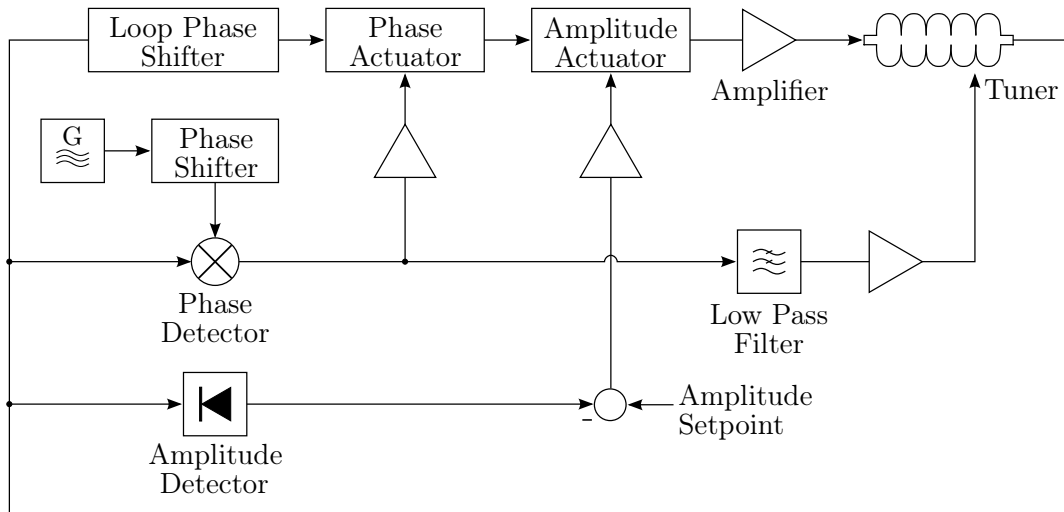 Loop Phase
Shifter
Phase
Actuator
Amplitude
Actuator
Amplifier
Tuner
G
Phase
Shifter
Phase
Detector
Low Pass
Filter
-
Amplitude
Setpoint
Amplitude
Detector